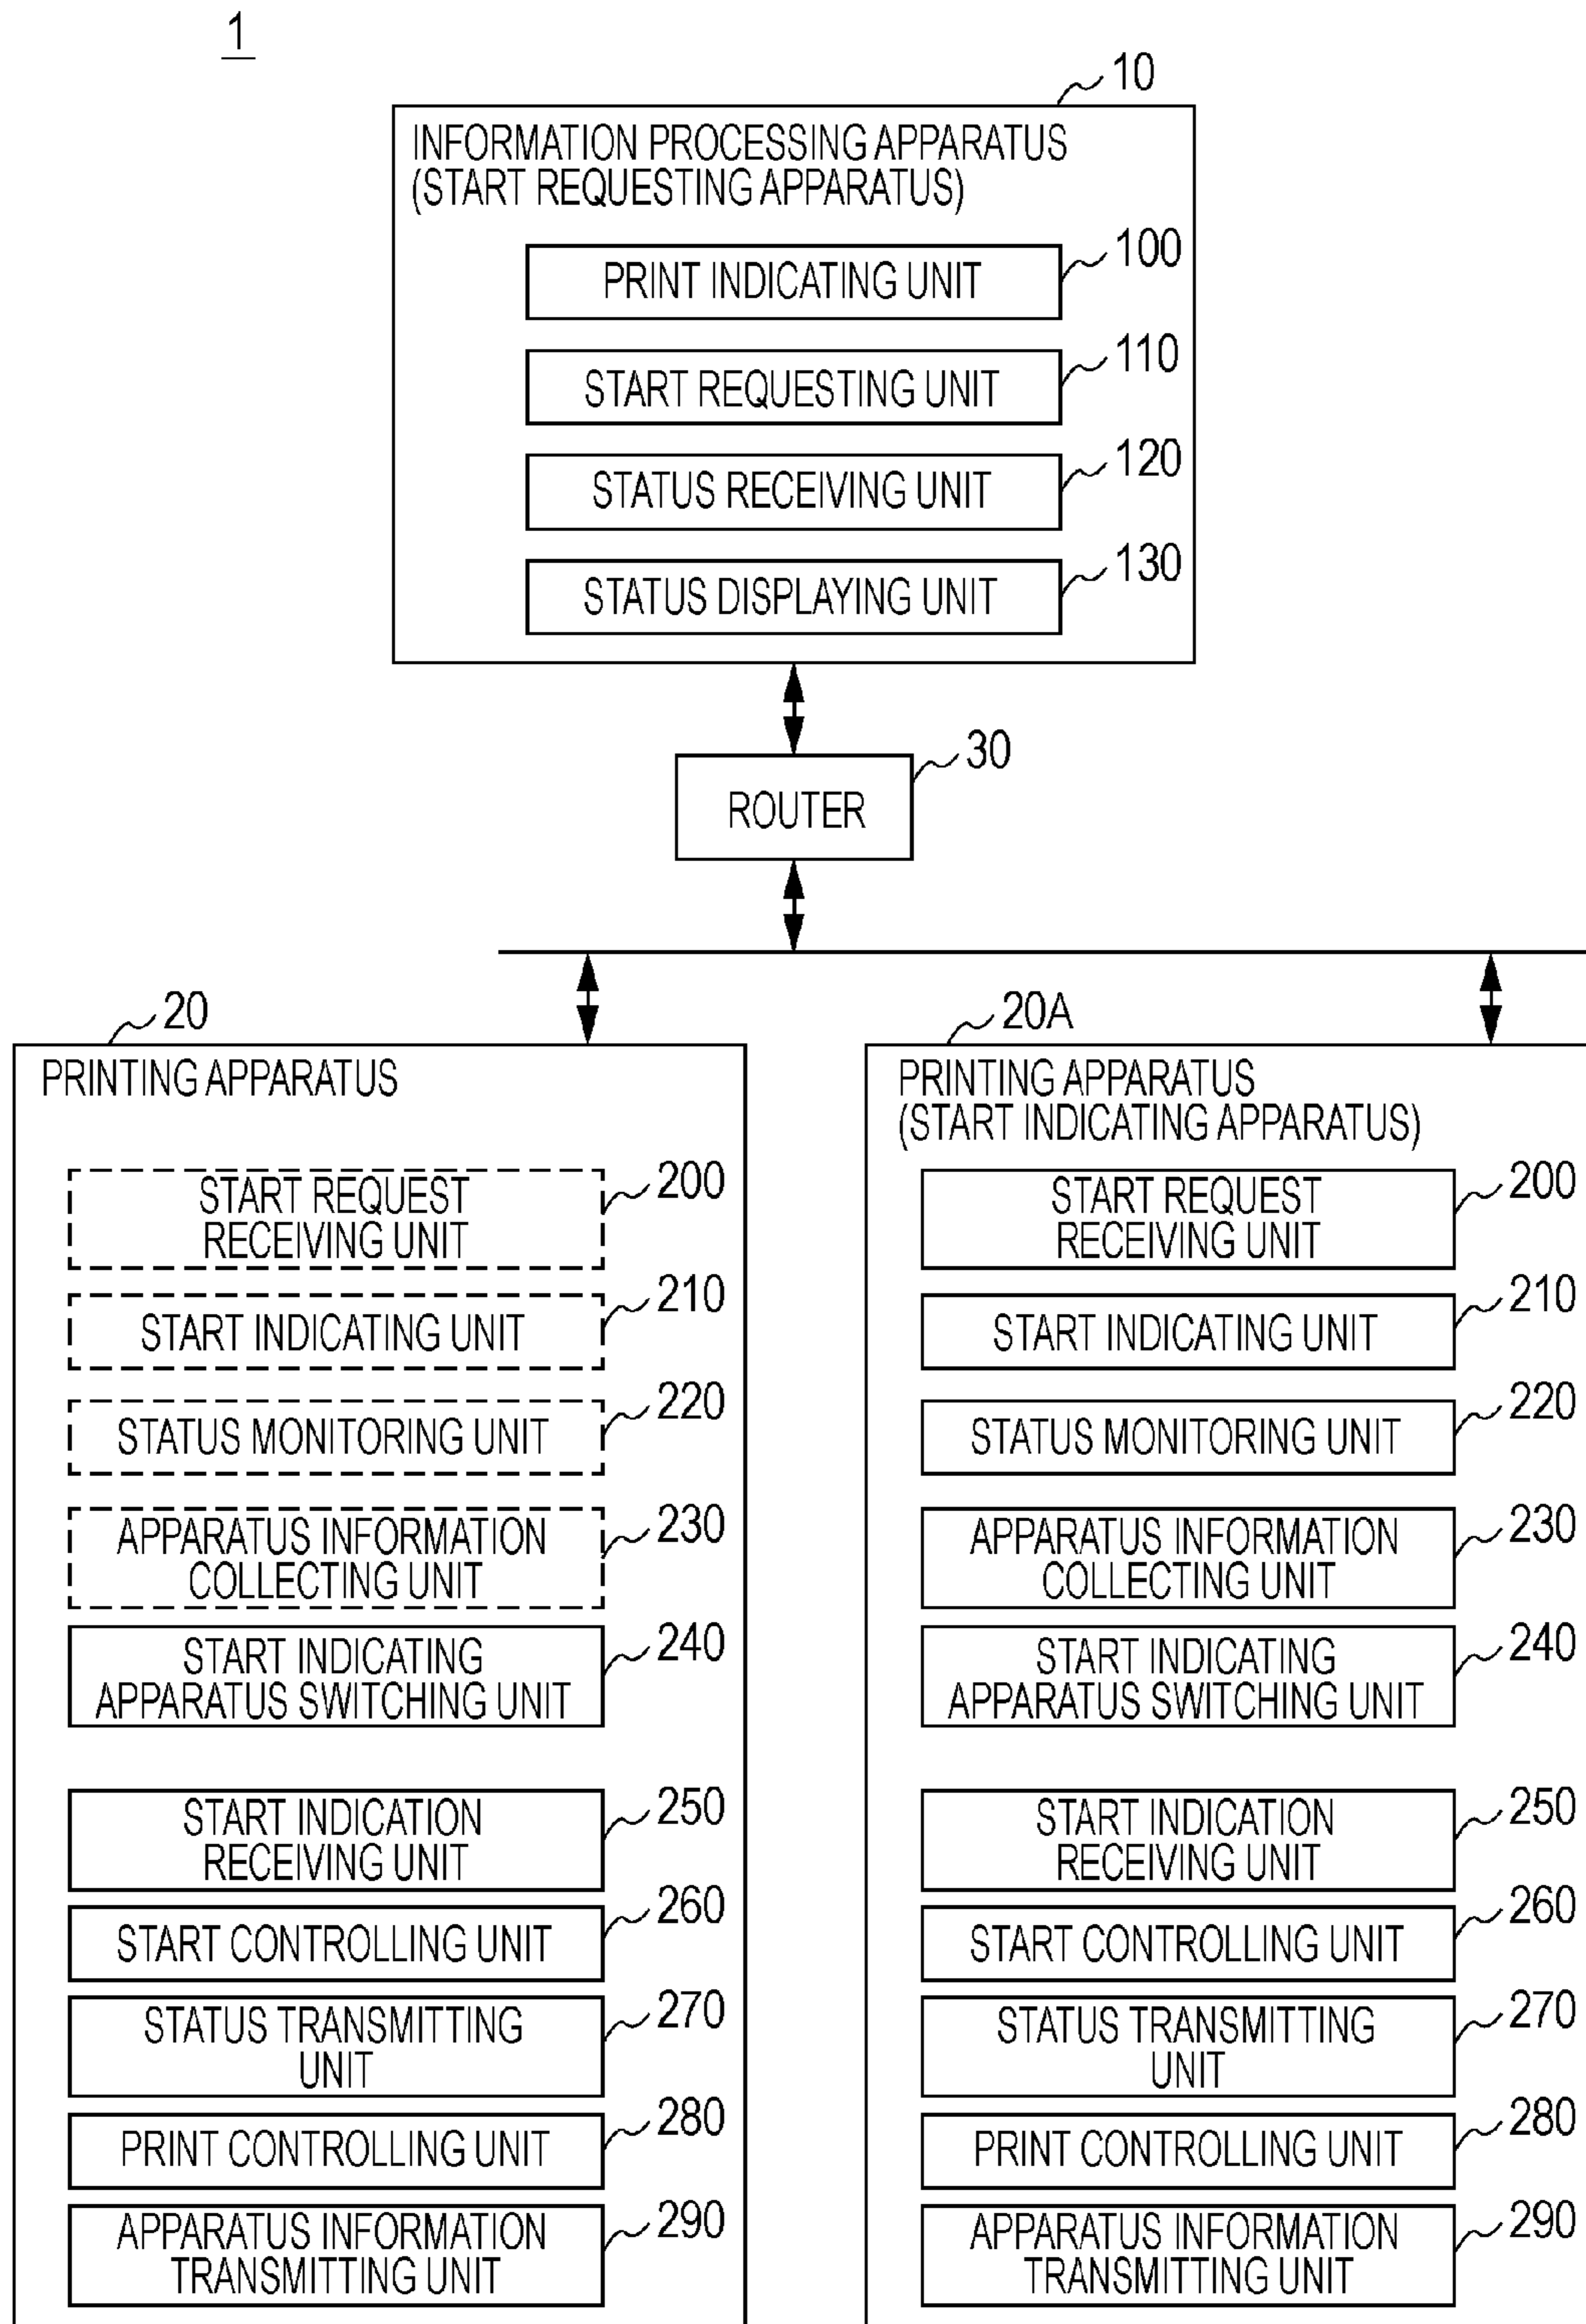 1
10
INFORMATION PROCESSING APPARATUS
(START REQUESTING APPARATUS)
PRINT INDICATING UNIT
100
START REQUESTING UNIT
110
STATUS RECEIVING UNIT
120
STATUS DISPLAYING UNIT
130
ROUTER
30
20
PRINTING APPARATUS
START REQUEST
RECEIVING UNIT
200
START INDICATING UNIT
210
STATUS MONITORING UNIT
220
APPARATUS INFORMATION
COLLECTING UNIT
230
START INDICATING
APPARATUS SWITCHING UNIT
240
START INDICATION
RECEIVING UNIT
250
START CONTROLLING UNIT
260
STATUS TRANSMITTING
UNIT
270
PRINT CONTROLLING UNIT
280
APPARATUS INFORMATION
TRANSMITTING UNIT
290
20A
PRINTING APPARATUS
(START INDICATING APPARATUS)
START REQUEST
RECEIVING UNIT
200
START INDICATING UNIT
210
STATUS MONITORING UNIT
220
APPARATUS INFORMATION
COLLECTING UNIT
230
START INDICATING
APPARATUS SWITCHING UNIT
240
START INDICATION
RECEIVING UNIT
250
START CONTROLLING UNIT
260
STATUS TRANSMITTING
UNIT
270
PRINT CONTROLLING UNIT
280
APPARATUS INFORMATION
TRANSMITTING UNIT
290